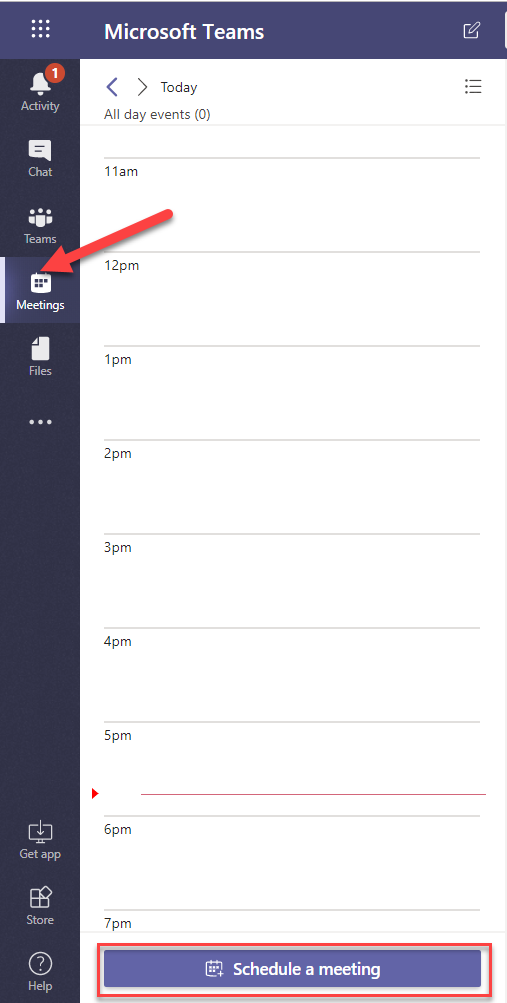 Microsoft Teams
1
Activity
Chat
Teams
Meetings
Files
Get app
Store
Help
Today
All day events (0)
11am
12pm
1pm
2pm
3pm
4pm
5pm
6pm
7pm
Schedule a meeting